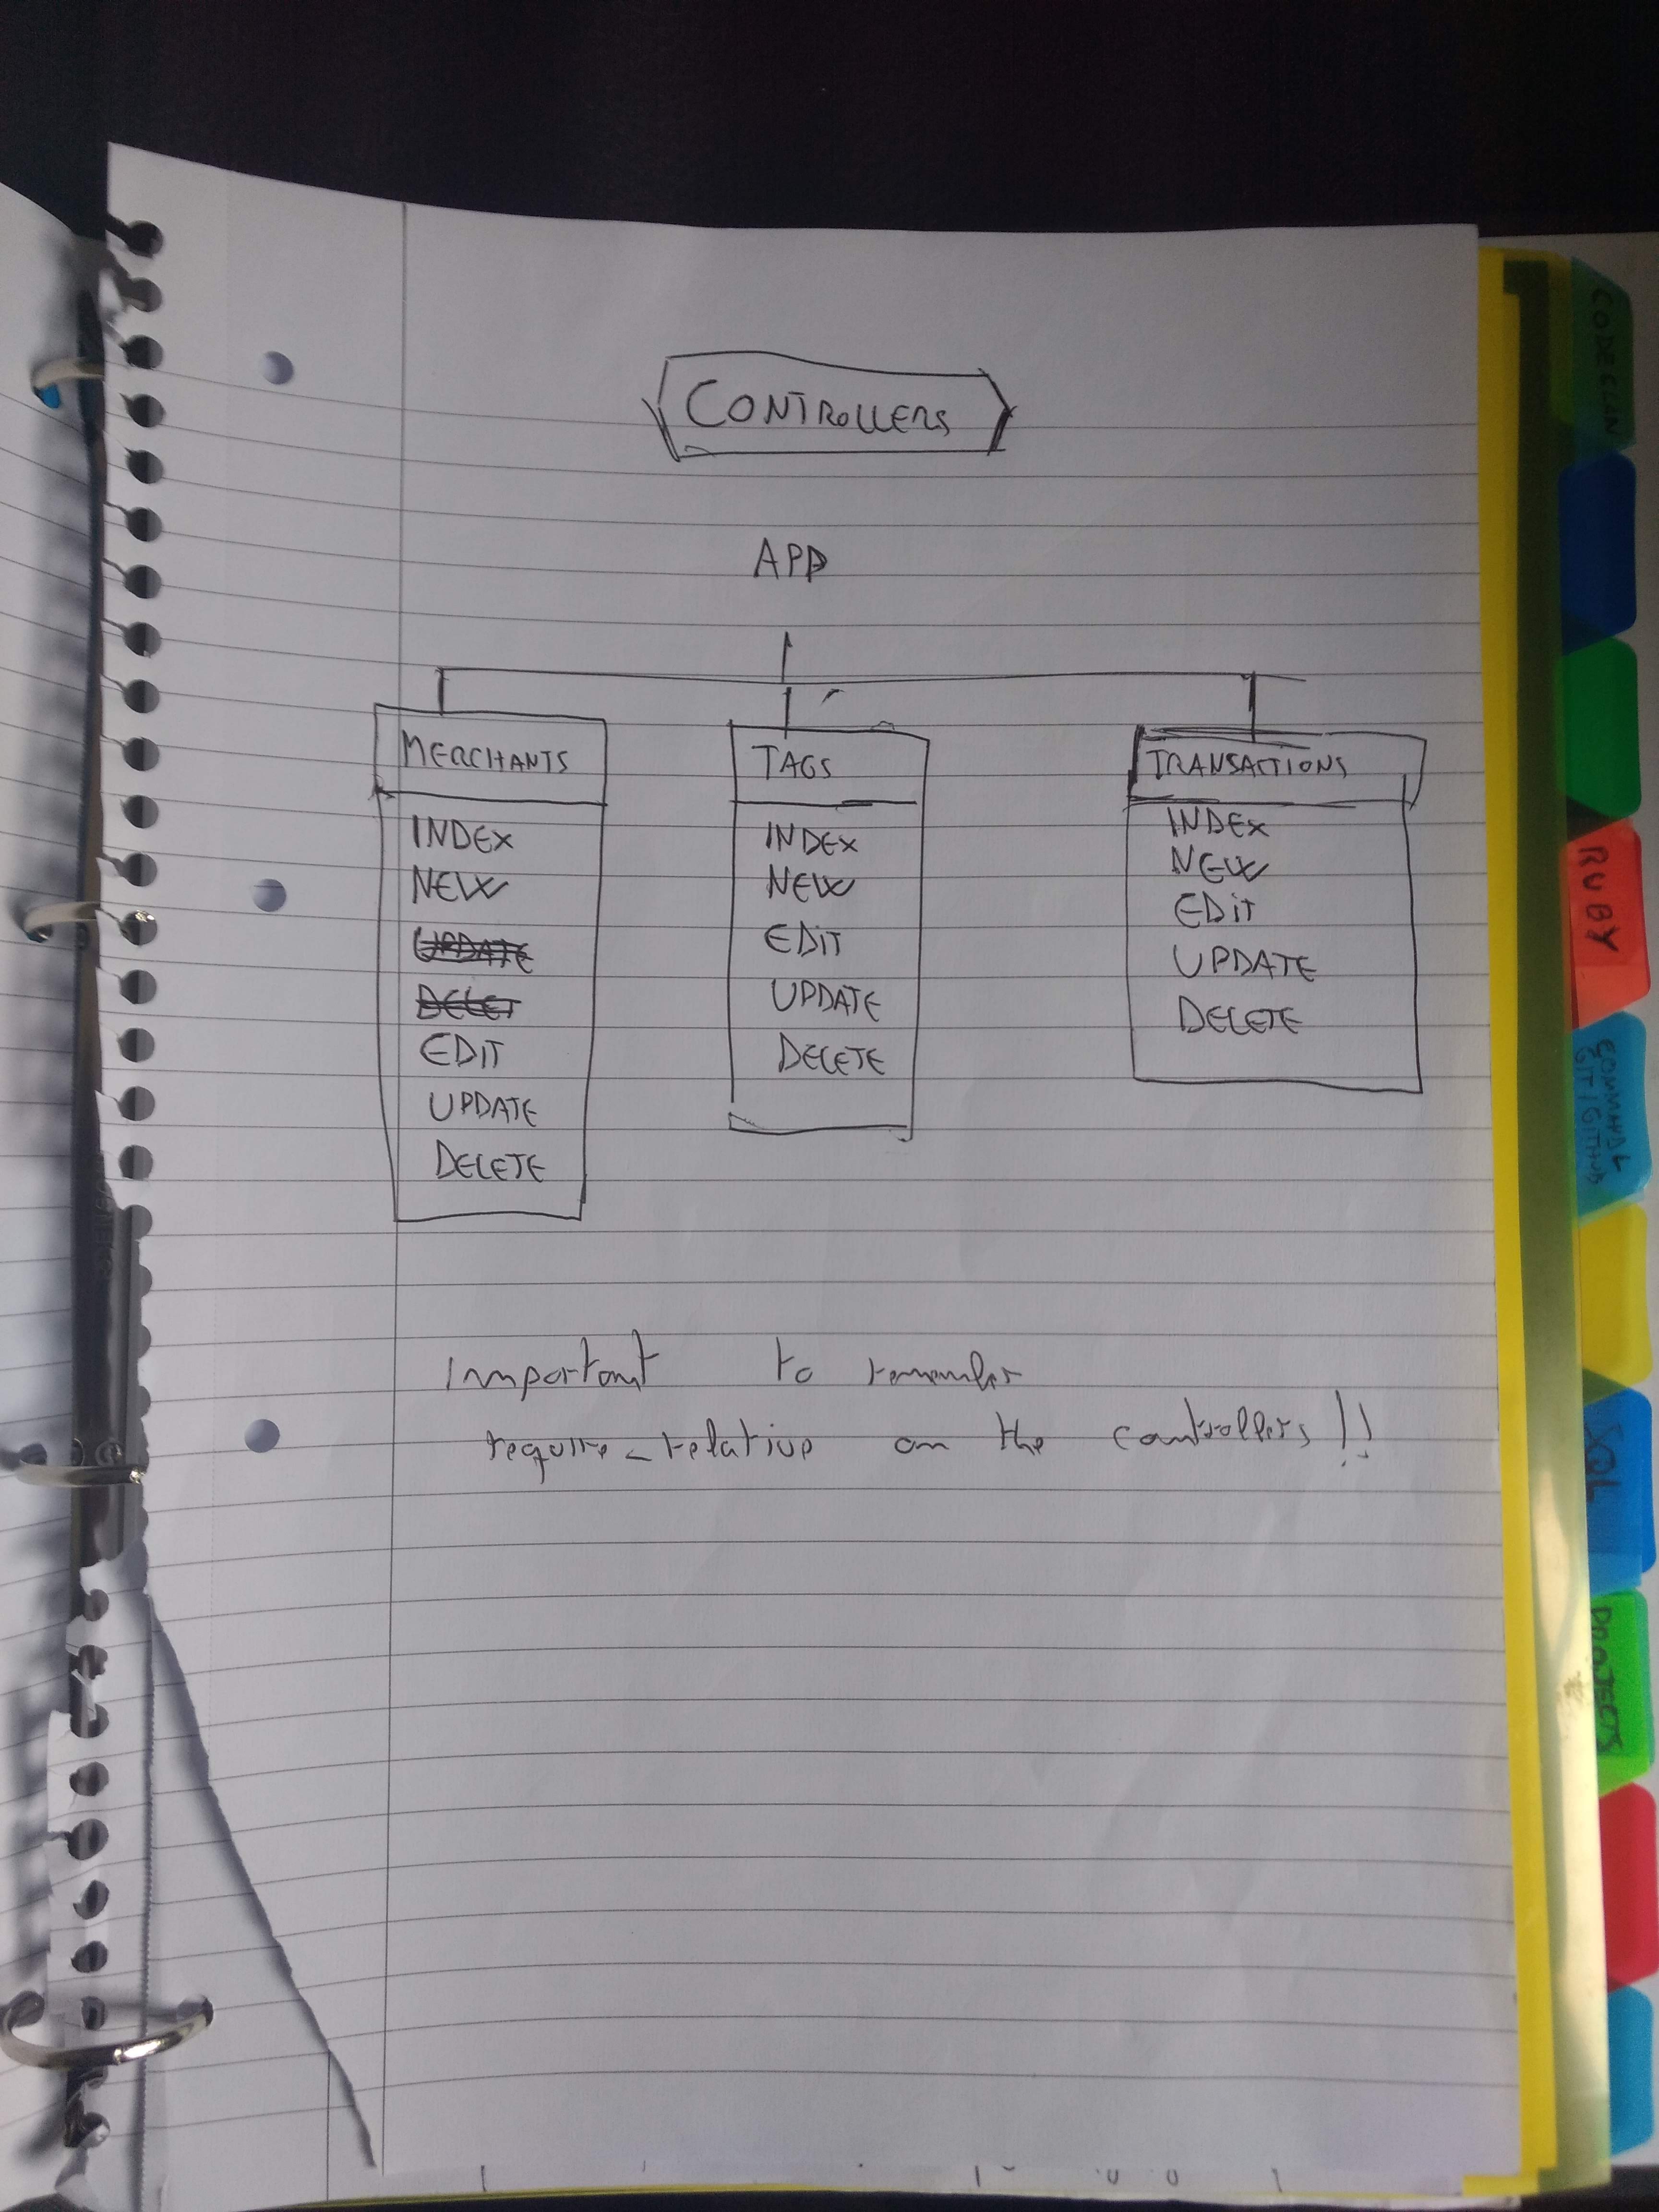 CONTROLLERS
APP
MERCHANTS
INDEX
NEW
UPDATE
DELET
EDIT
UPDATE
DELETE
TAGS
INDEX
NEW
EDIT
UPDATE
DELETE
TRANSACTIONS
INDEX
NEW
EDIT
UPDATE
DELETE
Important to remember
require_relative on the controllers!!
CODECLAN
RUBY
GIT/GITHUB
SQL
PROJECTS